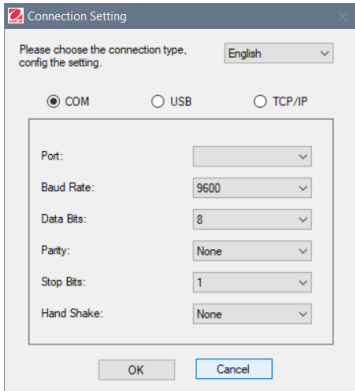 Connection Setting
Please choose the connection type,
config the setting.
English
COM
USB
TCP/IP
Port:
Baud Rate: 9600
Data Bits: 8
Parity: None
Stop Bits: 1
Hand Shake: None
OK Cancel